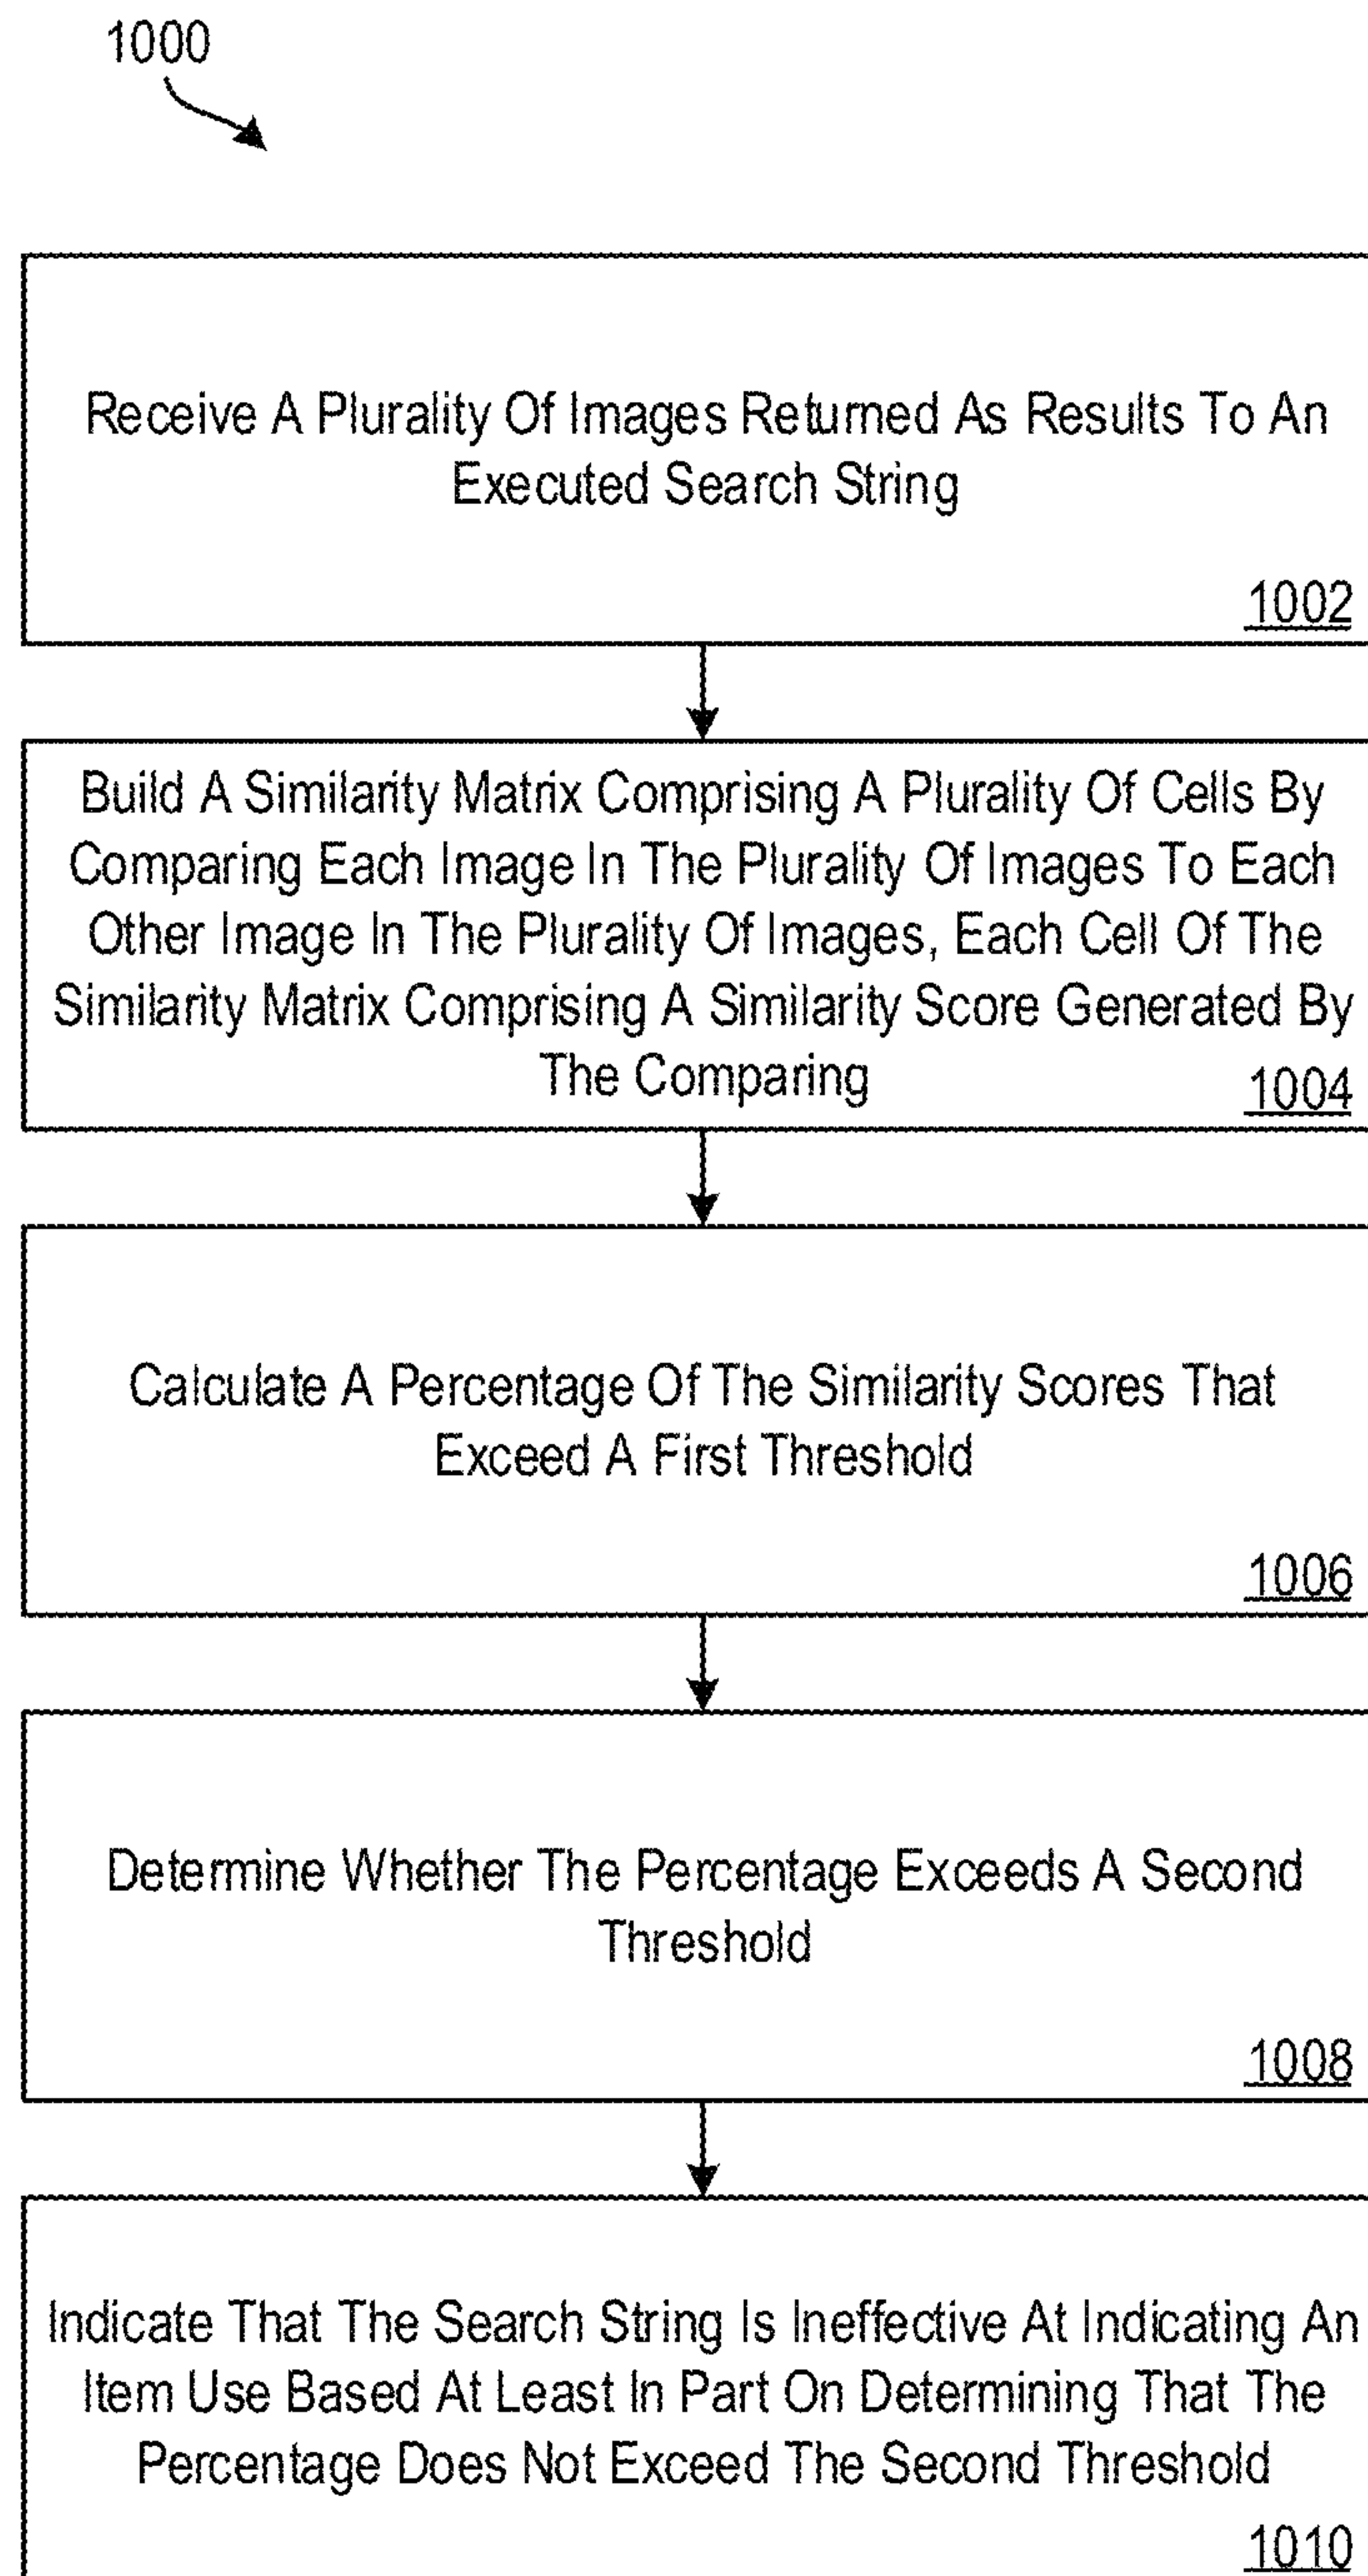 1000
Receive A Plurality Of Images Returned As Results To An
Executed Search String
1002
Build A Similarity Matrix Comprising A Plurality Of Cells By
Comparing Each Image In The Plurality Of Images To Each
Other Image In The Plurality Of Images, Each Cell Of The
Similarity Matrix Comprising A Similarity Score Generated By
The Comparing
1004
Calculate A Percentage Of The Similarity Scores That
Exceed A First Threshold
1006
Determine Whether The Percentage Exceeds A Second
Threshold
1008
Indicate That The Search String Is Ineffective At Indicating An
Item Use Based At Least In Part On Determining That The
Percentage Does Not Exceed The Second Threshold
1010